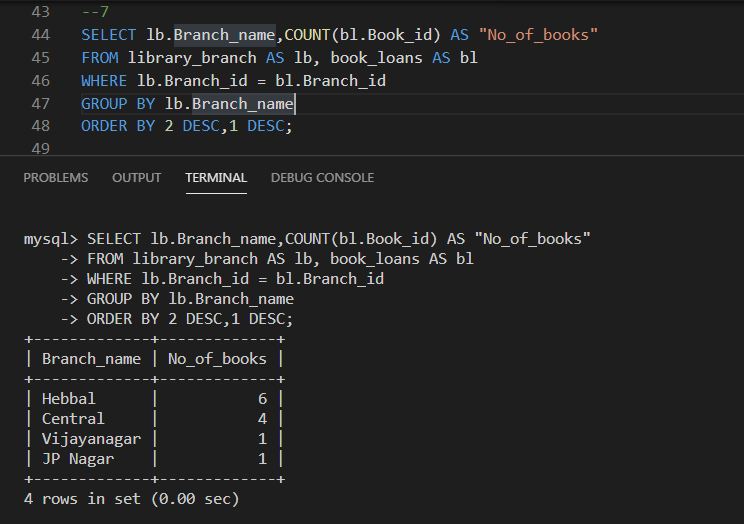 43 --7
44 SELECT lb.Branch_name,COUNT(bl.Book_id) AS "No_of_books"
45 FROM library_branch AS lb, book_loans AS bl
46 WHERE lb.Branch_id = bl.Branch_id
47 GROUP BY lb.Branch_name
48 ORDER BY 2 DESC,1 DESC;
49
PROBLEMS OUTPUT TERMINAL DEBUG CONSOLE
mysql> SELECT lb.Branch_name,COUNT(bl.Book_id) AS "No_of_books"
    -> FROM library_branch AS lb, book_loans AS bl
    -> WHERE lb.Branch_id = bl.Branch_id
    -> GROUP BY lb.Branch_name
    -> ORDER BY 2 DESC,1 DESC;
+-------------+-------------+
| Branch_name | No_of_books |
+-------------+-------------+
| Hebbal      |           6 |
| Central     |           4 |
| Vijayanagar |           1 |
| JP Nagar    |           1 |
+-------------+-------------+
4 rows in set (0.00 sec)